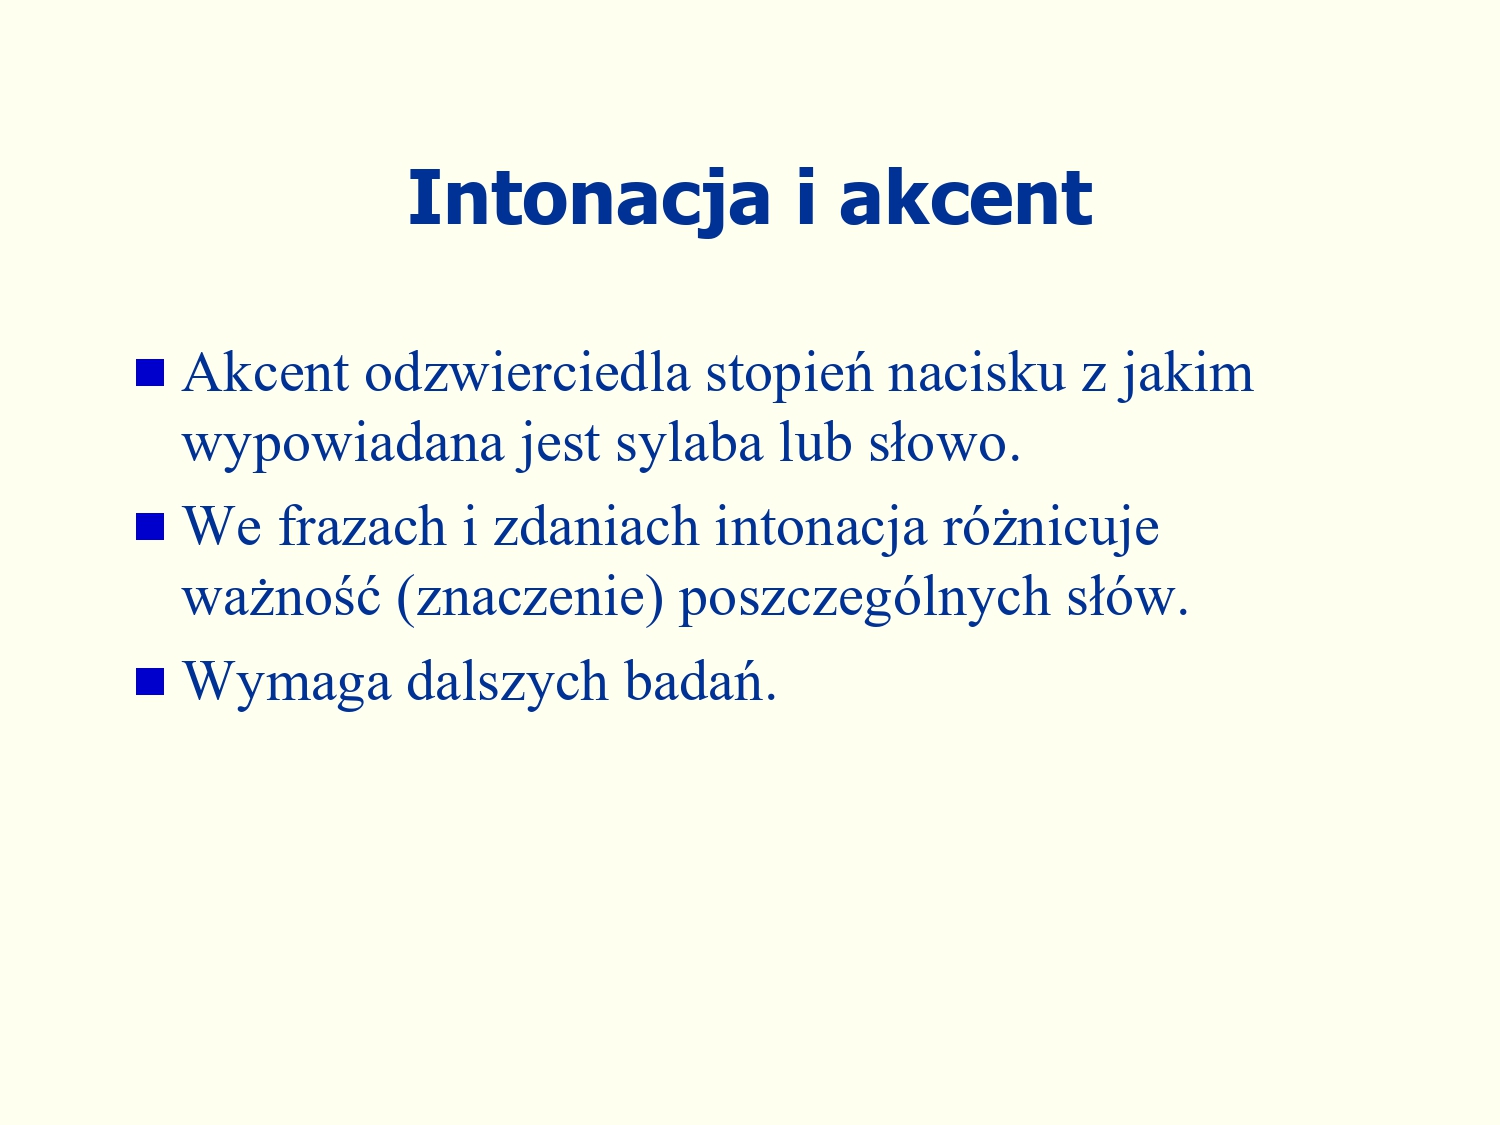 Intonacja i akcent
Akcent odzwierciedla stopień nacisku z jakim
wypowiadana jest sylaba lub słowo.
We frazach i zdaniach intonacja różnicuje
ważność (znaczenie) poszczególnych słów.
Wymaga dalszych badań.